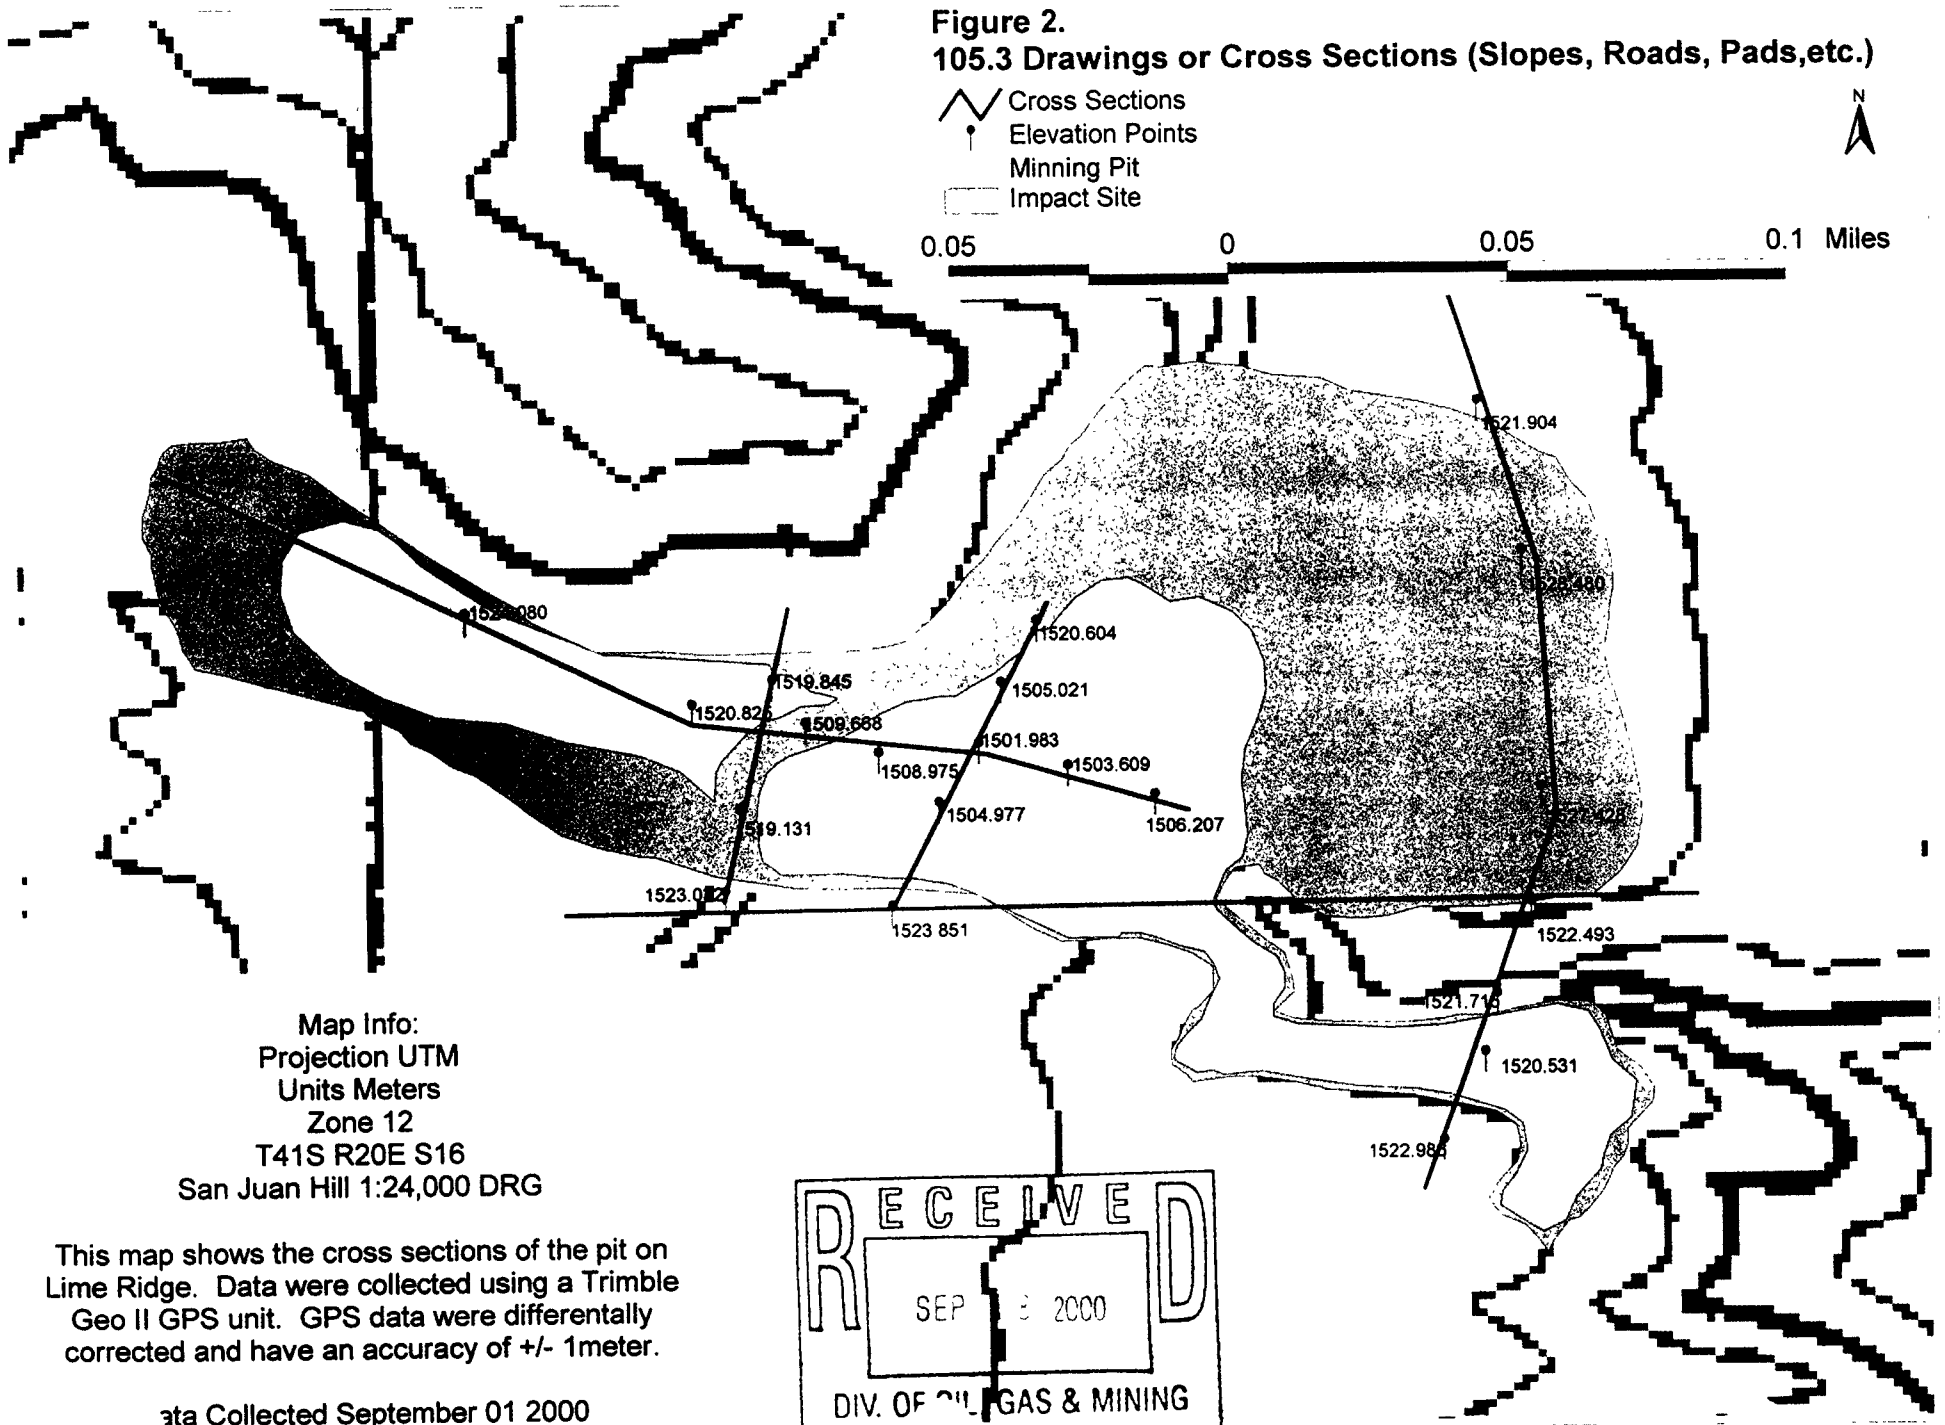 Figure 2.
105.3 Drawings or Cross Sections (Slopes, Roads, Pads,etc.)
Cross Sections
Elevation Points
Minning Pit
Impact Site
N
0.05 0 0.05 0.1 Miles
1521.904
1520.604
1519.845
1505.021
1509.668
1501.983
1508.975
1503.609
1504.977
1506.207
1523 851
1522.493
1520.531
Map Info:
Projection UTM
Units Meters
Zone 12
T41S R20E S16
San Juan Hill 1:24,000 DRG
This map shows the cross sections of the pit on
Lime Ridge. Data were collected using a Trimble
Geo II GPS unit. GPS data were differentally
corrected and have an accuracy of +/- 1meter.
Collected September 01 2000
RECEIVED
SEP 2000
DIV. OF OIL GAS & MINING